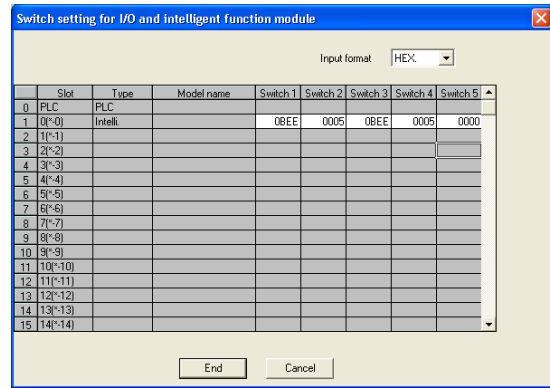 Switch setting for I/O and intelligent function module
Input format HEX.
Slot Type Model name Switch 1 Switch 2 Switch 3 Switch 4 Switch 5
0 PLC PLC
1 0(*-0) Intelli. 0BEE 0005 0BEE 0005 0000
2 1(*-1)
3 2(*-2)
4 3(*-3)
5 4(*-4)
6 5(*-5)
7 6(*-6)
8 7(*-7)
9 8(*-8)
10 9(*-9)
11 10(*-10)
12 11(*-11)
13 12(*-12)
14 13(*-13)
15 14(*-14)
End Cancel